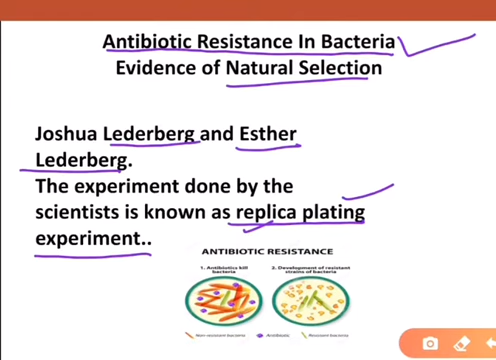 Antibiotic Resistance In Bacteria
Evidence of Natural Selection
Joshua Lederberg and Esther
Lederberg.
The experiment done by the
scientists is known as replica plating
experiment..
ANTIBIOTIC RESISTANCE
1. Antibiotics kill
bacteria
2. Development of resistant
strains of bacteria
Non-resistant bacteria
Antibiotic
Resistant bacteria